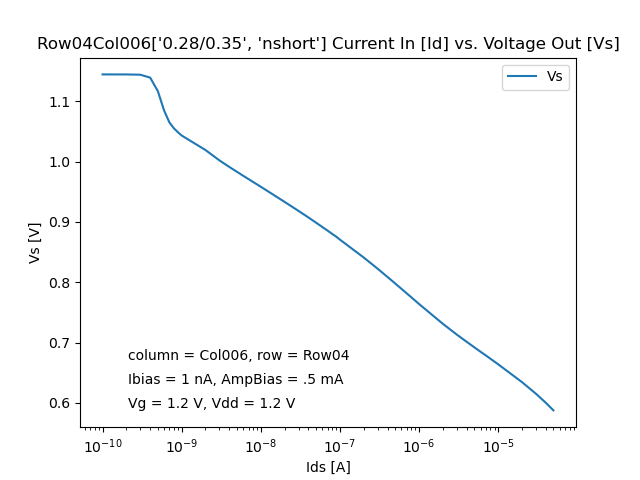 Row04Col006['0.28/0.35', 'nshort'] Current In [Id] vs. Voltage Out [Vs]
Vs
1.1
1.0
0.9
0.8
0.7
0.6
Vs [V]
column = Col006, row = Row04
Ibias = 1 nA, AmpBias = .5 mA
Vg = 1.2 V, Vdd = 1.2 V
10⁻¹⁰ 10⁻⁹ 10⁻⁸ 10⁻⁷ 10⁻⁶ 10⁻⁵
Ids [A]